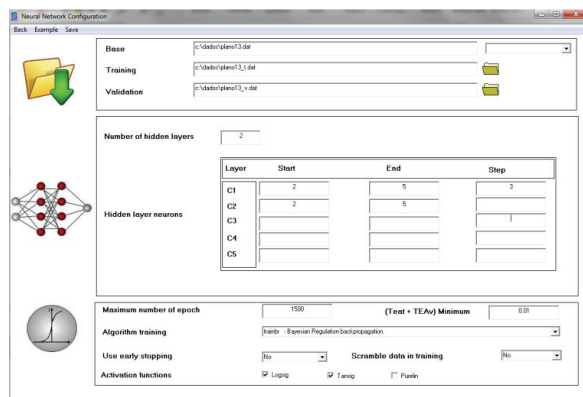 Neural Network Configuration
Back Example Save
Base c:\dados\plano13.dat
Training c:\dados\plano13_t.dat
Validation c:\dados\plano13_v.dat
Number of hidden layers 2
Layer Start End Step
C1 2 5 3
C2 2 5
Hidden layer neurons
C3
C4
C5
Maximum number of epoch 1500 (Teat + TEAv) Minimum 0.01
Algorithm training trainbr - Bayesian Regulation backpropagation.
Use early stopping No Scramble data in training No
Activation functions Logsig Tansig Purelin